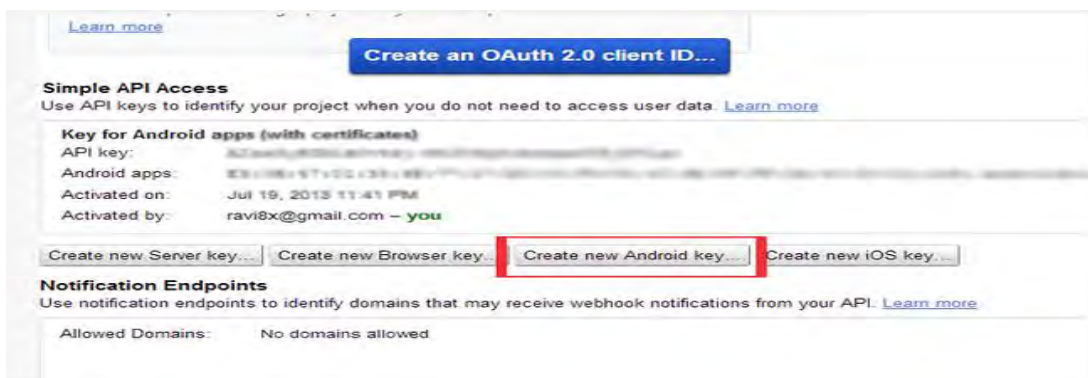 Learn more
Create an OAuth 2.0 client ID...
Simple API Access
Use API keys to identify your project when you do not need to access user data. Learn more
Key for Android apps (with certificates)
API key:
Android apps:
Activated on: Jul 19, 2013 11:41 PM
Activated by: ravi8x@gmail.com – you
Create new Server key... Create new Browser key... Create new Android key... Create new iOS key...
Notification Endpoints
Use notification endpoints to identify domains that may receive webhook notifications from your API. Learn more
Allowed Domains: No domains allowed